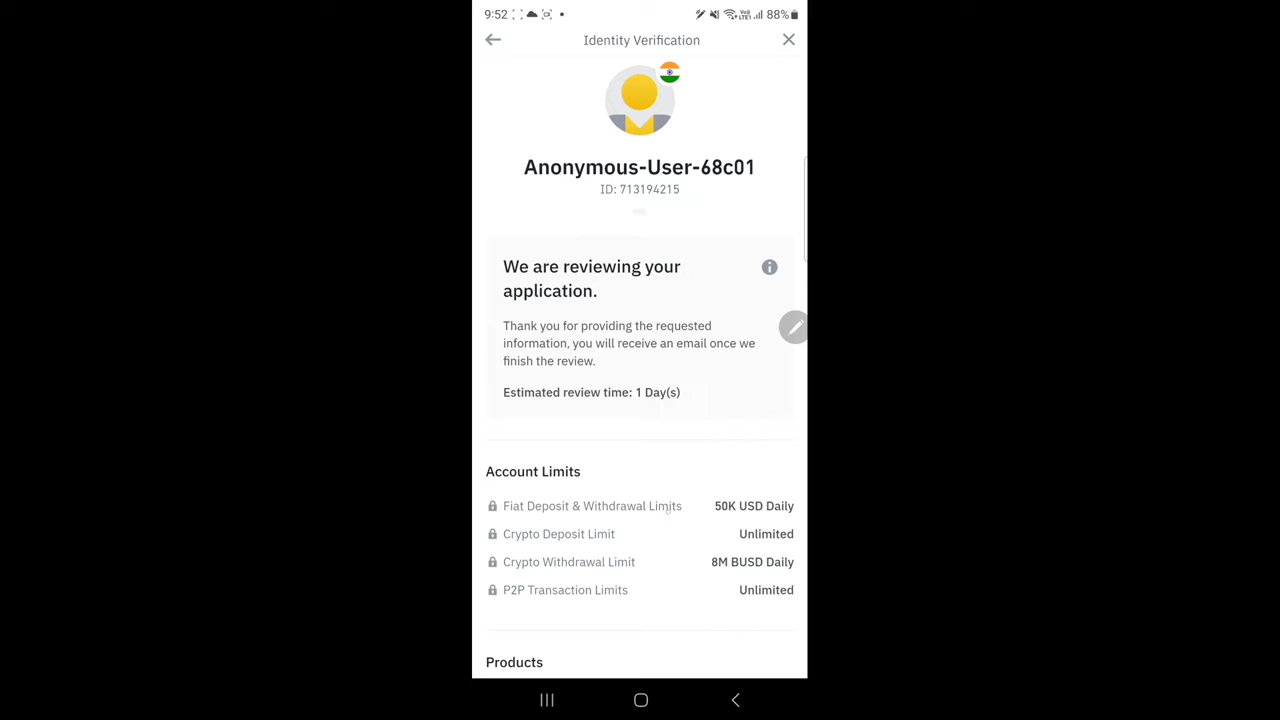 9:52 88%
Identity Verification
Anonymous-User-68c01
ID: 713194215
We are reviewing your
application.
Thank you for providing the requested
information, you will receive an email once we
finish the review.
Estimated review time: 1 Day(s)
Account Limits
Fiat Deposit & Withdrawal Limits 50K USD Daily
Crypto Deposit Limit Unlimited
Crypto Withdrawal Limit 8M BUSD Daily
P2P Transaction Limits Unlimited
Products